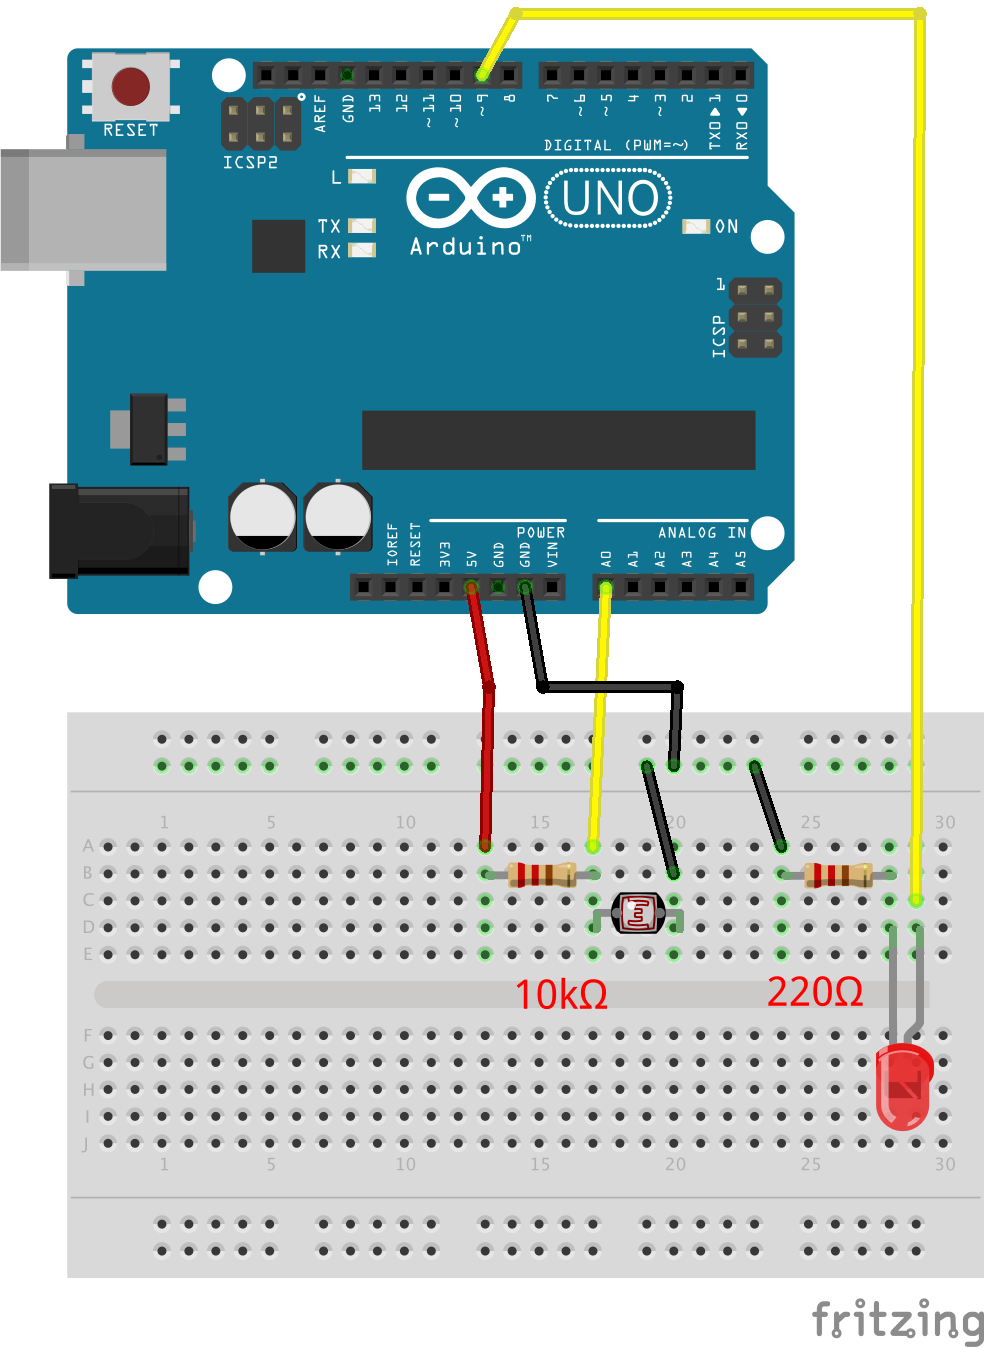 RESET
ICSP2
AREF
GND
13
12
~11
~10
~9
8
7
~6
~5
4
~3
2
TX0▶1
RX0◀0
DIGITAL (PWM=~)
L
TX
RX
Arduino™
UNO
ON
1
ICSP
IOREF
RESET
3V3
5V
GND
GND
VIN
POWER
A0
A1
A2
A3
A4
A5
ANALOG IN
1 5 10 15 20 25 30
A
B
C
D
E
10kΩ 220Ω
F
G
H
I
J
1 5 10 15 20 25 30
fritzing